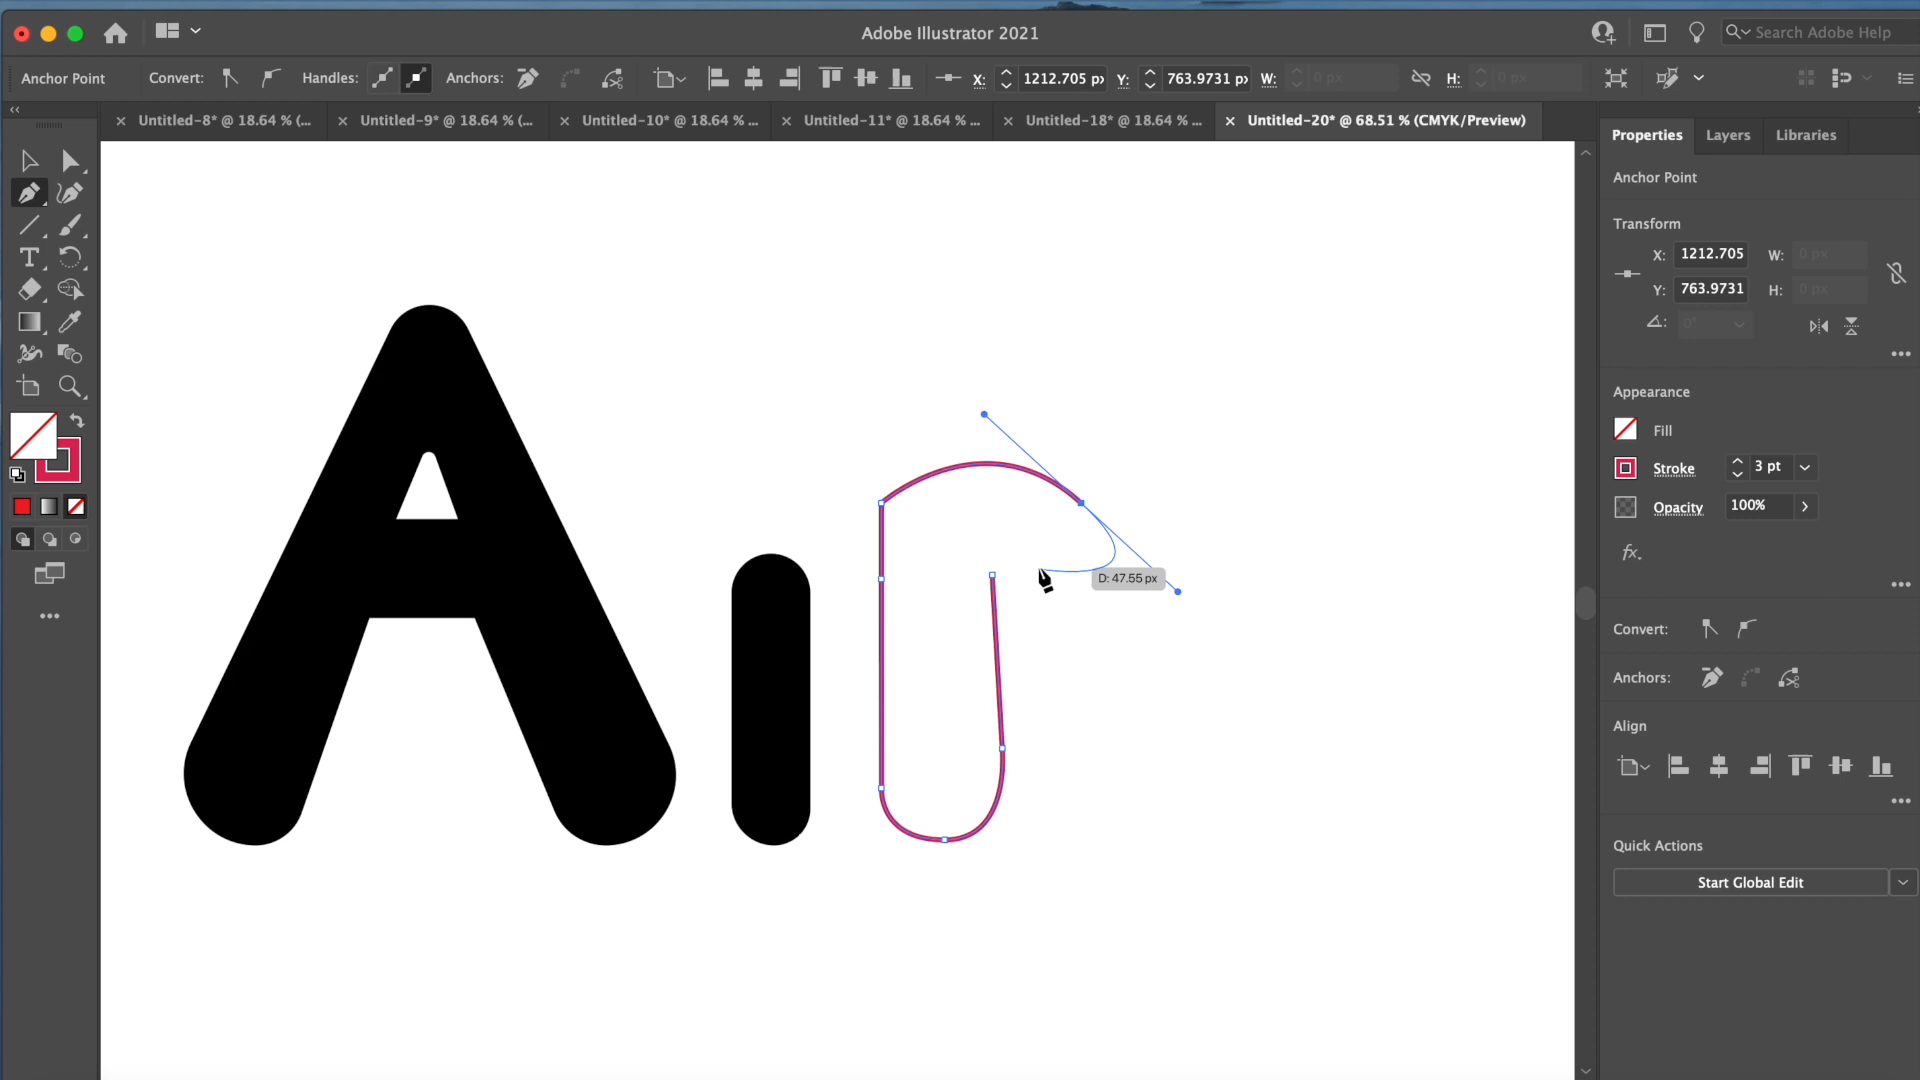 Adobe Illustrator 2021
Search Adobe Help
Anchor Point
Convert:
Handles:
Anchors:
X: 1212.705 px
Y: 763.9731 px
W: 0 px
H: 0 px
Untitled-8* @ 18.64 % (...
Untitled-9* @ 18.64 % (...
Untitled-10* @ 18.64 % ...
Untitled-11* @ 18.64 % ...
Untitled-18* @ 18.64 % ...
Untitled-20* @ 68.51 % (CMYK/Preview)
Air
D: 47.55 px
Properties
Layers
Libraries
Anchor Point
Transform
X: 1212.705
W: 0 px
Y: 763.9731
H: 0 px
0°
Appearance
Fill
Stroke
3 pt
Opacity
100%
fx.
Convert:
Anchors:
Align
Quick Actions
Start Global Edit